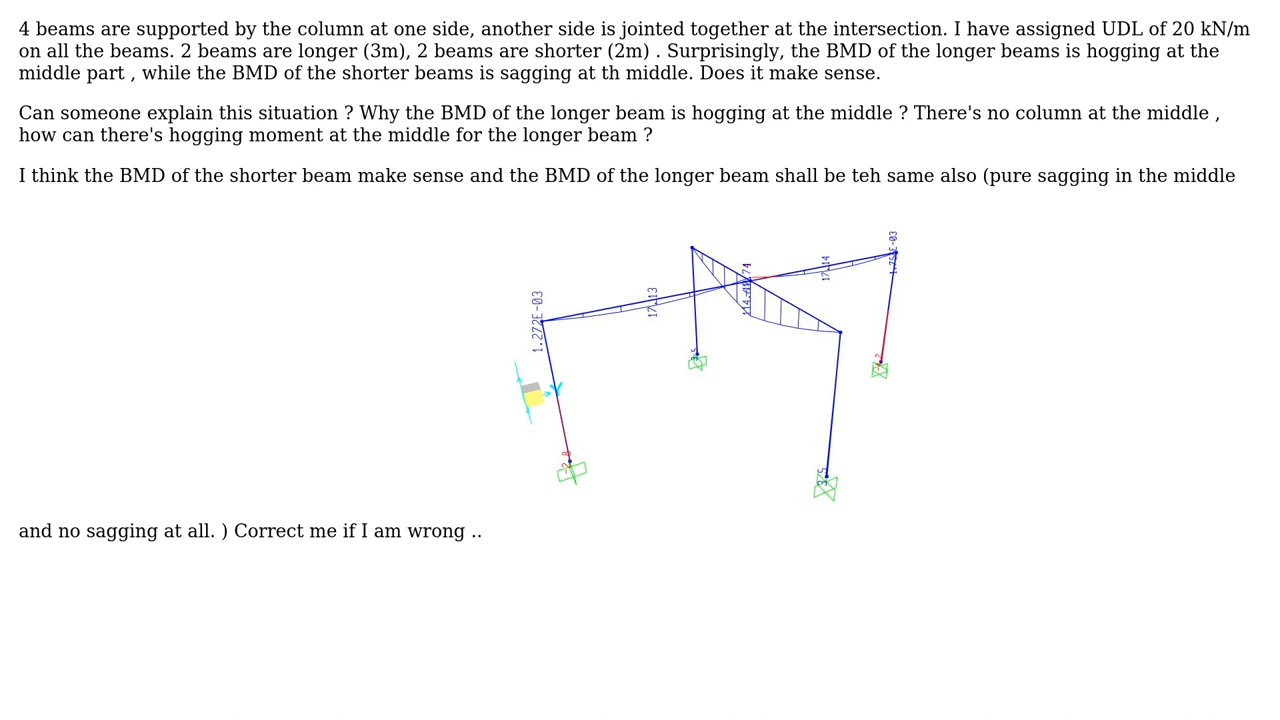 4 beams are supported by the column at one side, another side is jointed together at the intersection. I have assigned UDL of 20 kN/m
on all the beams. 2 beams are longer (3m), 2 beams are shorter (2m) . Surprisingly, the BMD of the longer beams is hogging at the
middle part , while the BMD of the shorter beams is sagging at th middle. Does it make sense.
Can someone explain this situation ? Why the BMD of the longer beam is hogging at the middle ? There's no column at the middle ,
how can there's hogging moment at the middle for the longer beam ?
I think the BMD of the shorter beam make sense and the BMD of the longer beam shall be teh same also (pure sagging in the middle
1.272E-03
17.13
17.14
Y
and no sagging at all. ) Correct me if I am wrong ..